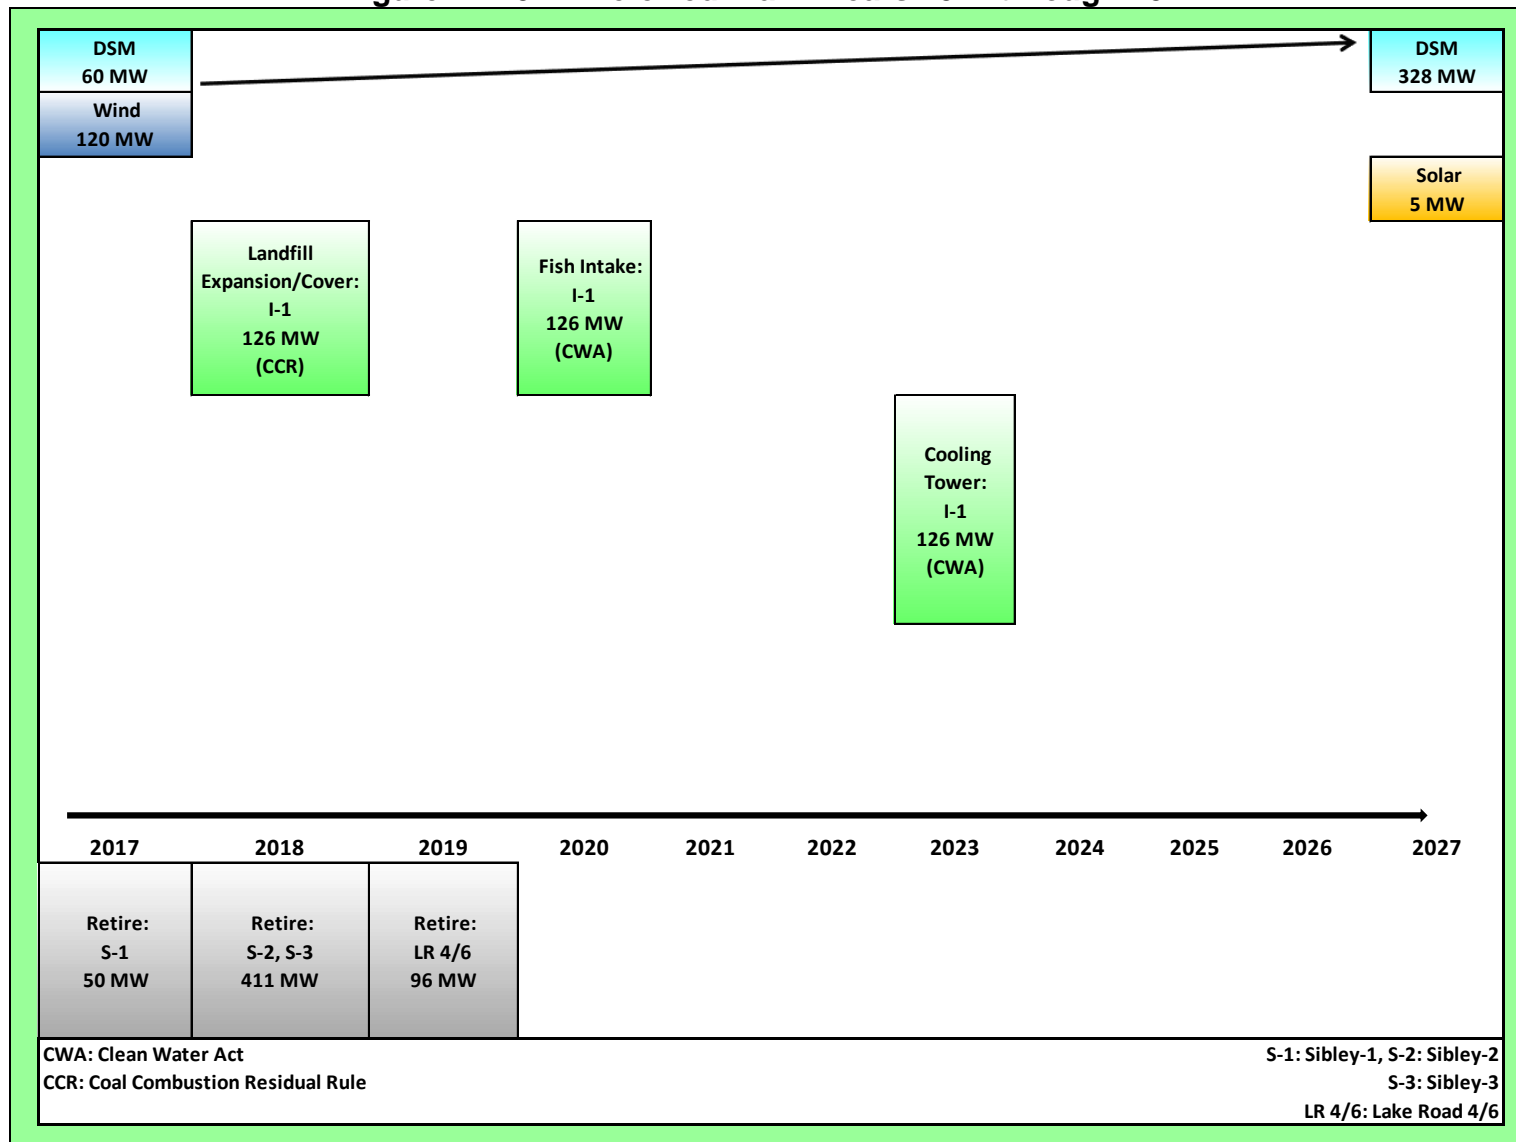 DSM
60 MW
Wind
120 MW
DSM
328 MW
Solar
5 MW
Landfill
Expansion/Cover:
I-1
126 MW
(CCR)
Fish Intake:
I-1
126 MW
(CWA)
Cooling
Tower:
I-1
126 MW
(CWA)
2017 2018 2019 2020 2021 2022 2023 2024 2025 2026 2027
Retire:
S-1
50 MW
Retire:
S-2, S-3
411 MW
Retire:
LR 4/6
96 MW
CWA: Clean Water Act
CCR: Coal Combustion Residual Rule
S-1: Sibley-1, S-2: Sibley-2
S-3: Sibley-3
LR 4/6: Lake Road 4/6